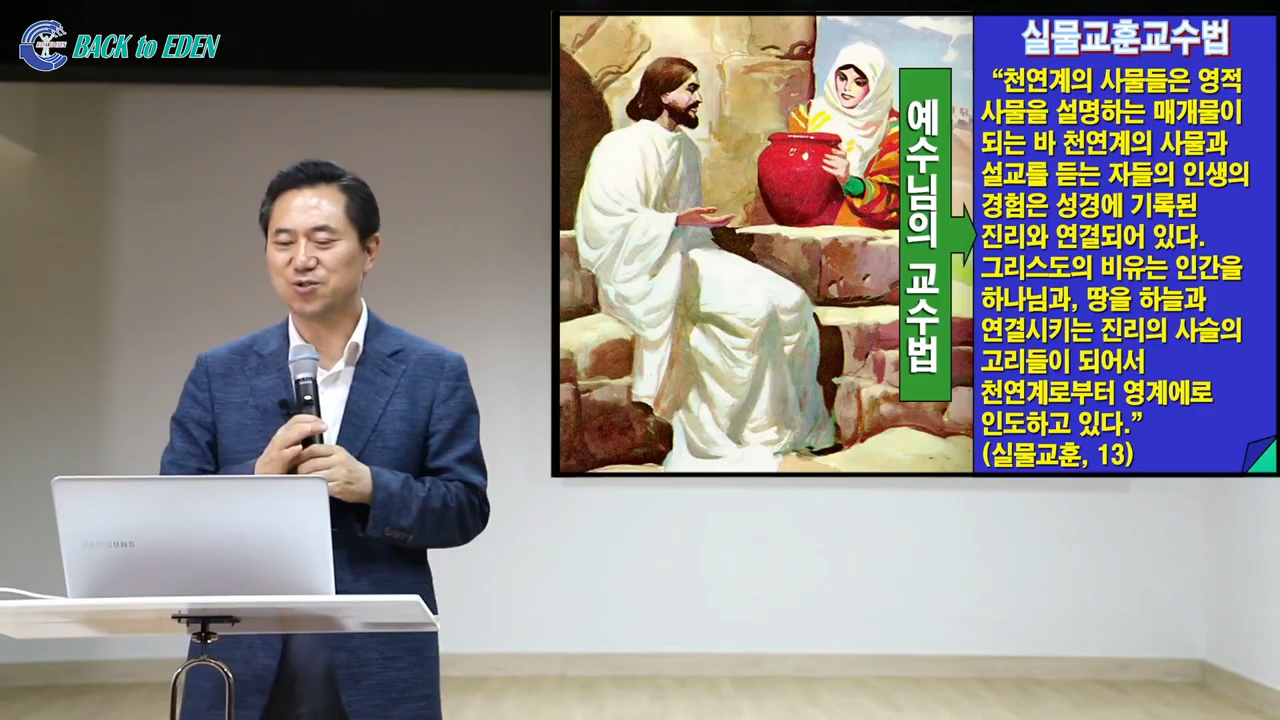 BACK to EDEN
실물교훈교수법
“천연계의 사물들은 영적
사물을 설명하는 매개물이
되는 바 천연계의 사물과
설교를 듣는 자들의 인생의
경험은 성경에 기록된
진리와 연결되어 있다.
그리스도의 비유는 인간을
하나님과, 땅을 하늘과
연결시키는 진리의 사슬의
고리들이 되어서
천연계로부터 영계에로
인도하고 있다.”
(실물교훈, 13)
예수님의 교수법
SAMSUNG